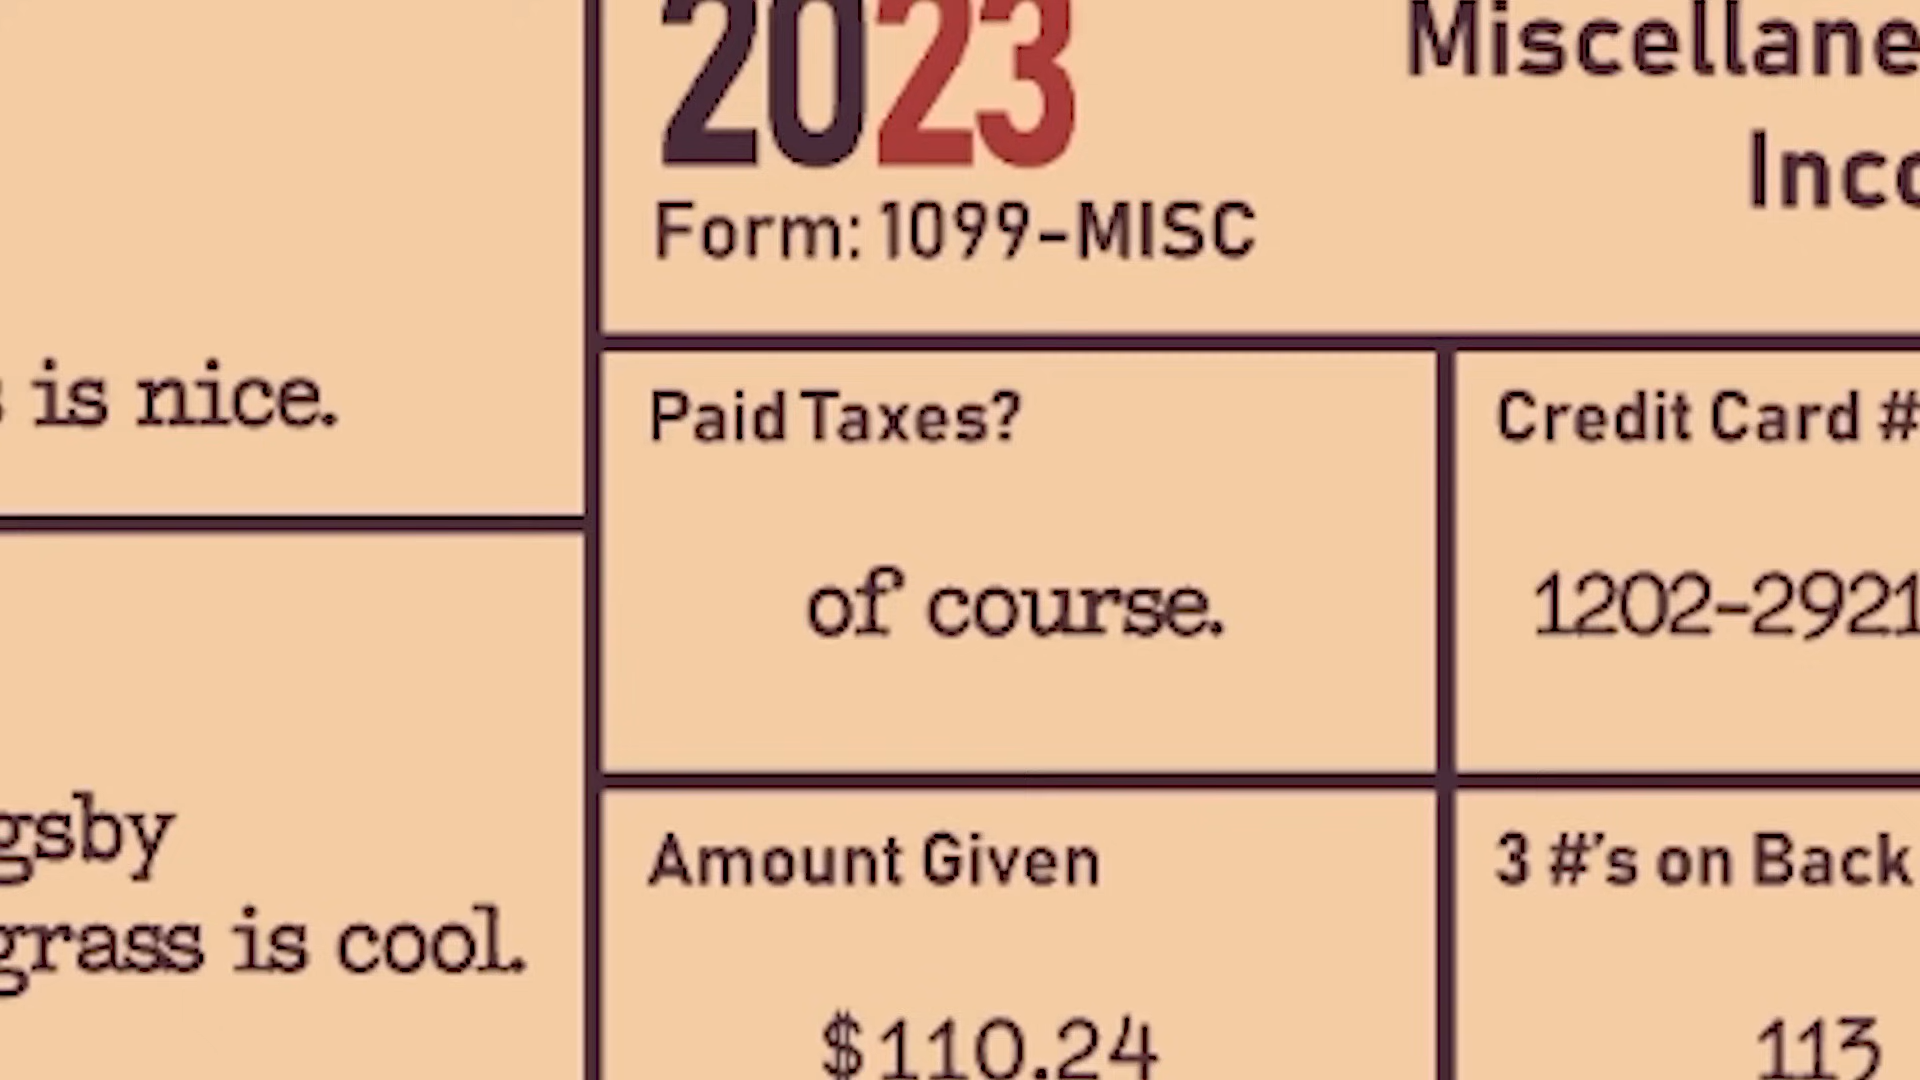 2023
Form: 1099-MISC
Inco
is nice.
Paid Taxes?
of course.
Credit Card #
1202-2921
gsby
grass is cool.
Amount Given
$110.24
3 #'s on Back
113